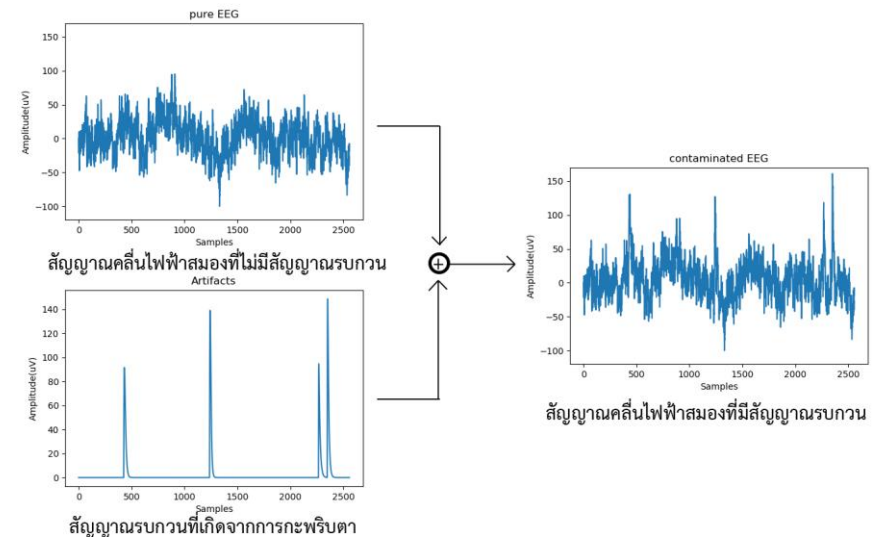 pure EEG
150
100
50
0
−50
−100
Amplitude(uV)
0 500 1000 1500 2000 2500
Samples
สัญญาณคลื่นไฟฟ้าสมองที่ไม่มีสัญญาณรบกวน
Artifacts
140
120
100
80
60
40
20
0
Amplitude(uV)
0 500 1000 1500 2000 2500
Samples
สัญญาณรบกวนที่เกิดจากการกะพริบตา
contaminated EEG
150
100
50
0
−50
−100
Amplitude(uV)
0 500 1000 1500 2000 2500
Samples
สัญญาณคลื่นไฟฟ้าสมองที่มีสัญญาณรบกวน